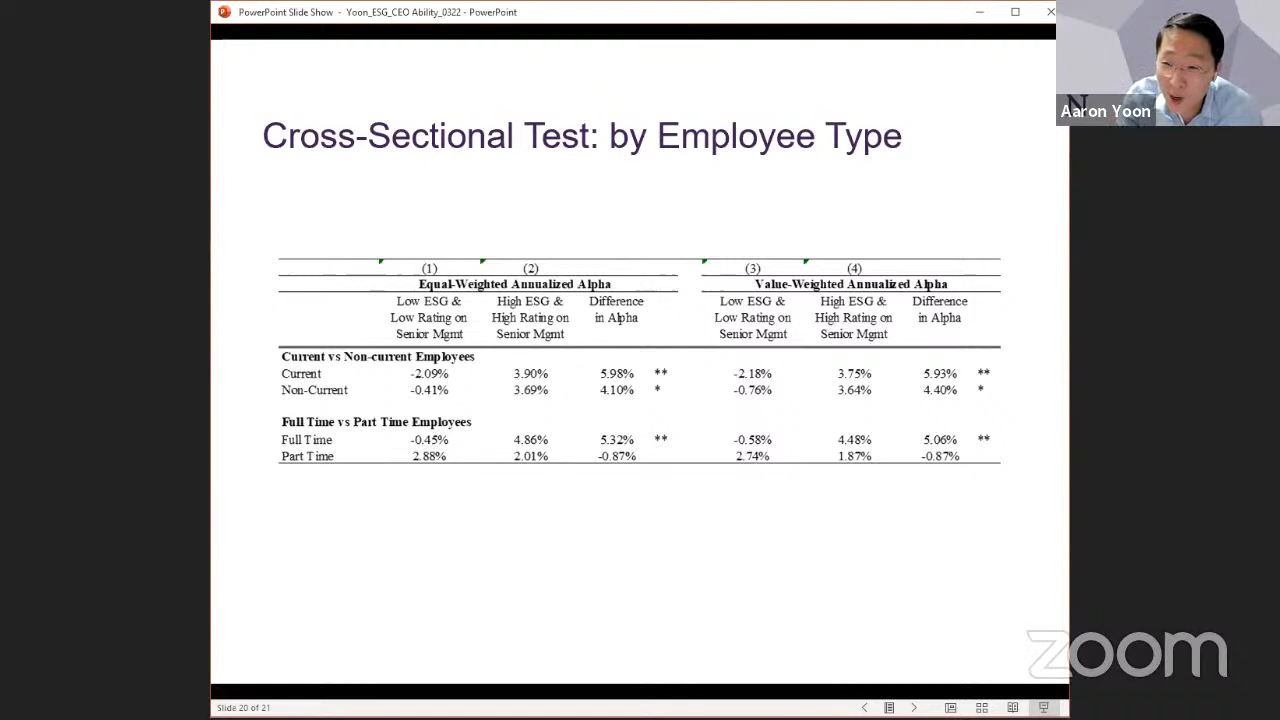 PowerPoint Slide Show - Yoon_ESG_CEO Ability_0322 - PowerPoint
N
Aaron Yoon
Cross-Sectional Test: by Employee Type
(1) (2) (3) (4)
Equal-Weighted Annualized Alpha Value-Weighted Annualized Alpha
Low ESG & High ESG & Difference Low ESG & High ESG & Difference
Low Rating on High Rating on in Alpha Low Rating on High Rating on in Alpha
Senior Mgmt Senior Mgmt Senior Mgmt Senior Mgmt
Current vs Non-current Employees
Current -2.09% 3.90% 5.98% ** -2.18% 3.75% 5.93% **
Non-Current -0.41% 3.69% 4.10% * -0.76% 3.64% 4.40% *
Full Time vs Part Time Employees
Full Time -0.45% 4.86% 5.32% ** -0.58% 4.48% 5.06% **
Part Time 2.88% 2.01% -0.87% 2.74% 1.87% -0.87%
zoom
Slide 20 of 21